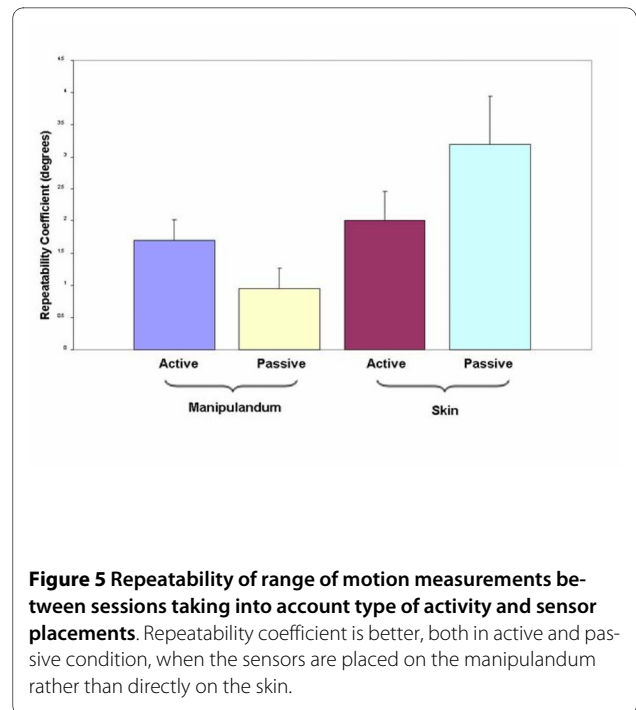 4.5
4
3.5
3
2.5
2
1.5
1
0.5
0
Repeatability Coefficient (degrees)
Active Passive Active Passive
Manipulandum Skin
Figure 5 Repeatability of range of motion measurements be-
tween sessions taking into account type of activity and sensor
placements. Repeatability coefficient is better, both in active and pas-
sive condition, when the sensors are placed on the manipulandum
rather than directly on the skin.